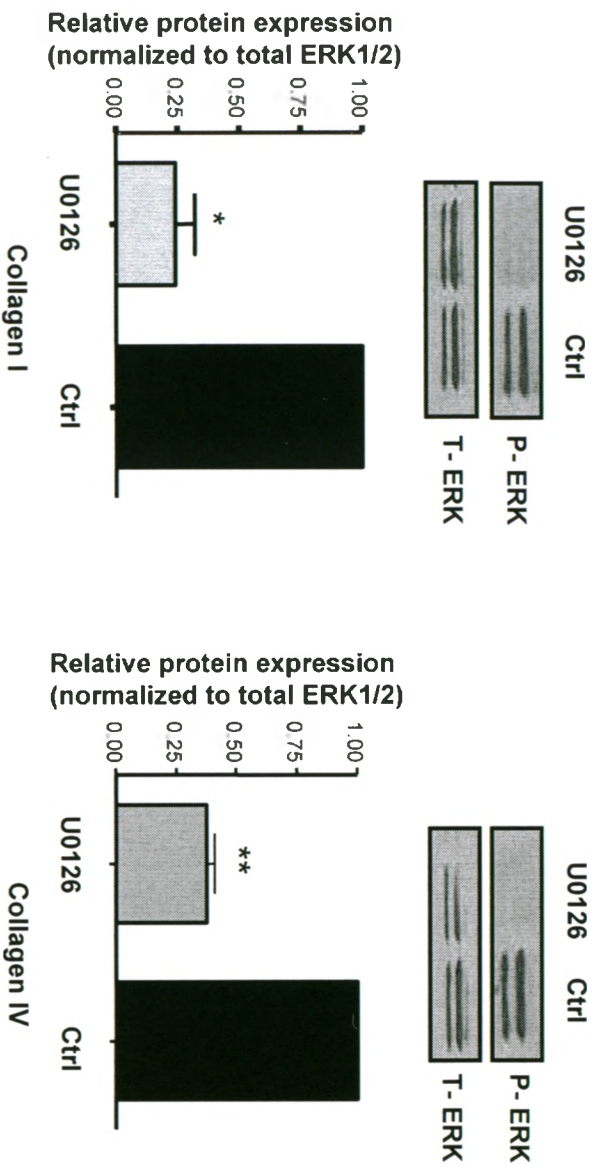 U0126 Ctrl
P- ERK
T- ERK
Relative protein expression
(normalized to total ERK1/2)
1.00
0.75
0.50
0.25
0.00
*
U0126 Ctrl
Collagen I
U0126 Ctrl
P- ERK
T- ERK
Relative protein expression
(normalized to total ERK1/2)
1.00
0.75
0.50
0.25
0.00
**
U0126 Ctrl
Collagen IV